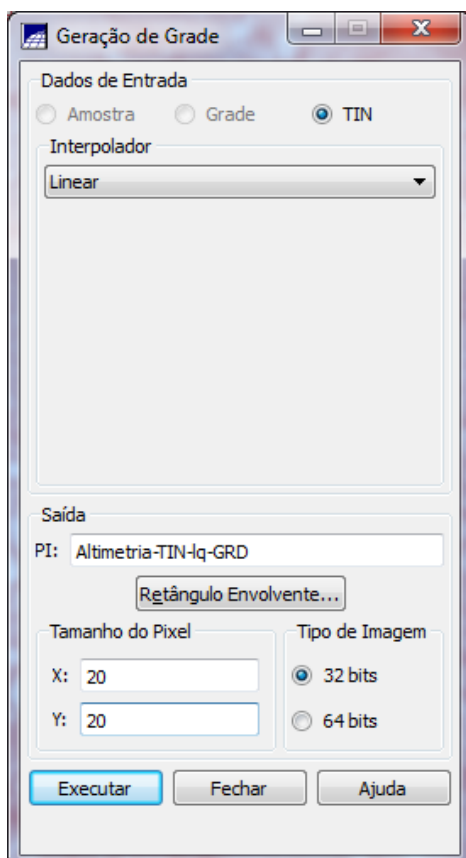 Geração de Grade
Dados de Entrada
Amostra Grade TIN
Interpolador
Linear
Saída
PI: Altimetria-TIN-lq-GRD
Retângulo Envolvente...
Tamanho do Pixel Tipo de Imagem
X: 20 32 bits
Y: 20 64 bits
Executar Fechar Ajuda